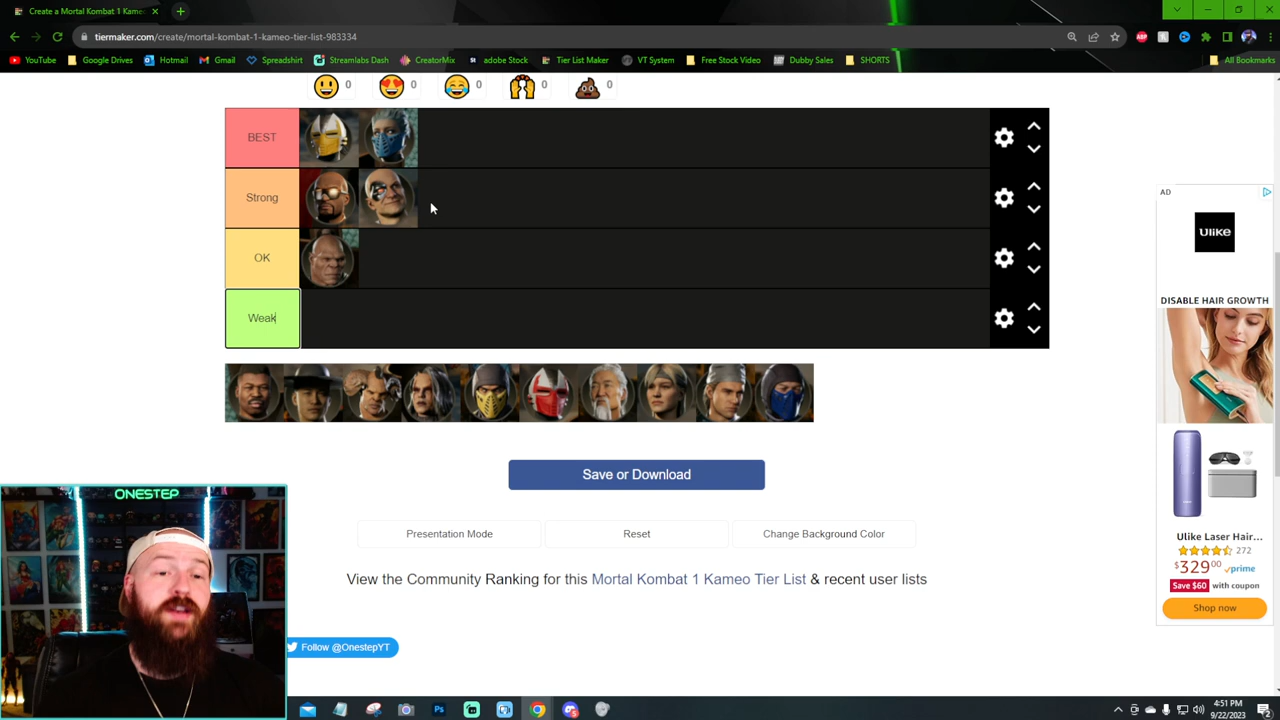 Create a Mortal Kombat 1 Kame
tiermaker.com/create/mortal-kombat-1-kameo-tier-list-983334
YouTube Google Drives Hotmail Gmail Spreadshirt Streamlabs Dash CreatorMix adobe Stock Tier List Maker VT System Free Stock Video Dubby Sales SHORTS All Bookmarks
0 0 0 0 0
BEST
Strong
OK
Weak
AD
ulike
DISABLE HAIR GROWTH
Ulike Laser Hair...
272
$329.00 prime
Save $60 with coupon
Shop now
Save or Download
Presentation Mode Reset Change Background Color
View the Community Ranking for this Mortal Kombat 1 Kameo Tier List & recent user lists
ONESTEP
Follow @OnestepYT
4:51 PM
9/22/2023